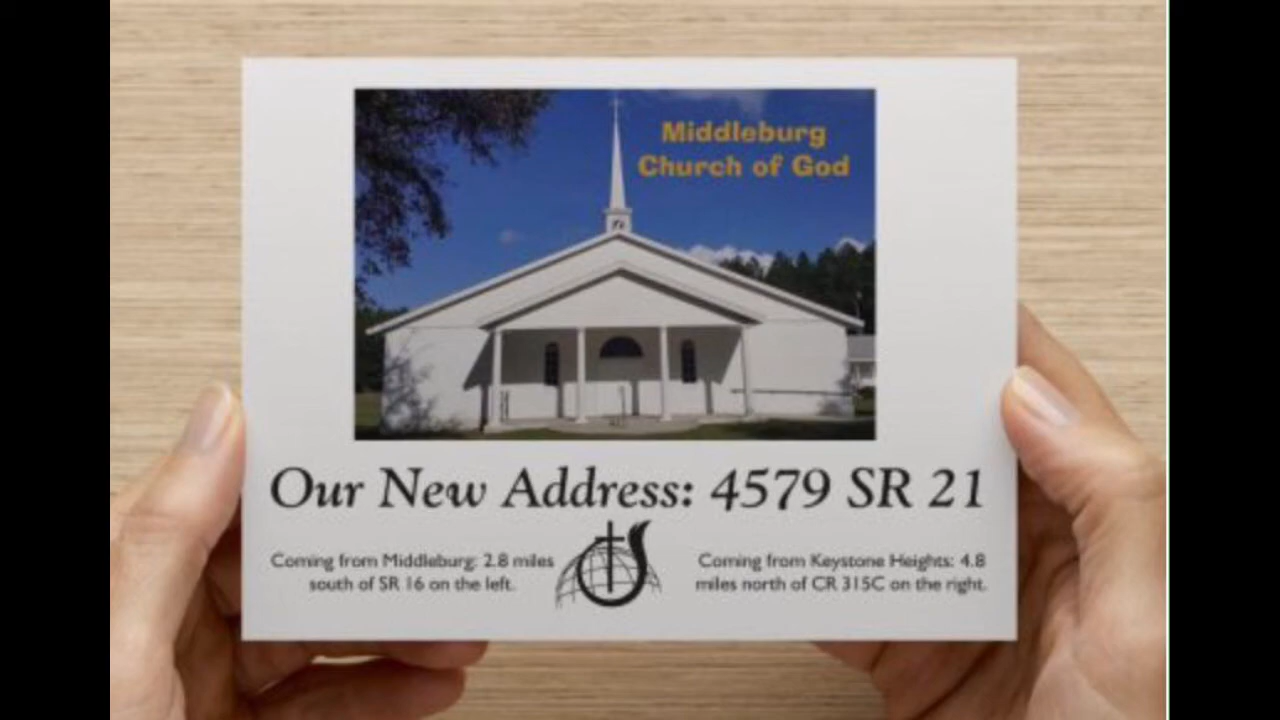 Middleburg
Church of God
Our New Address: 4579 SR 21
Coming from Middleburg: 2.8 miles
south of SR 16 on the left.
Coming from Keystone Heights: 4.8
miles north of CR 315C on the right.